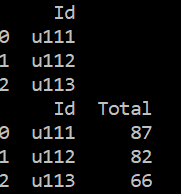 Id
0 u111
1 u112
2 u113
Id Total
0 u111 87
1 u112 82
2 u113 66